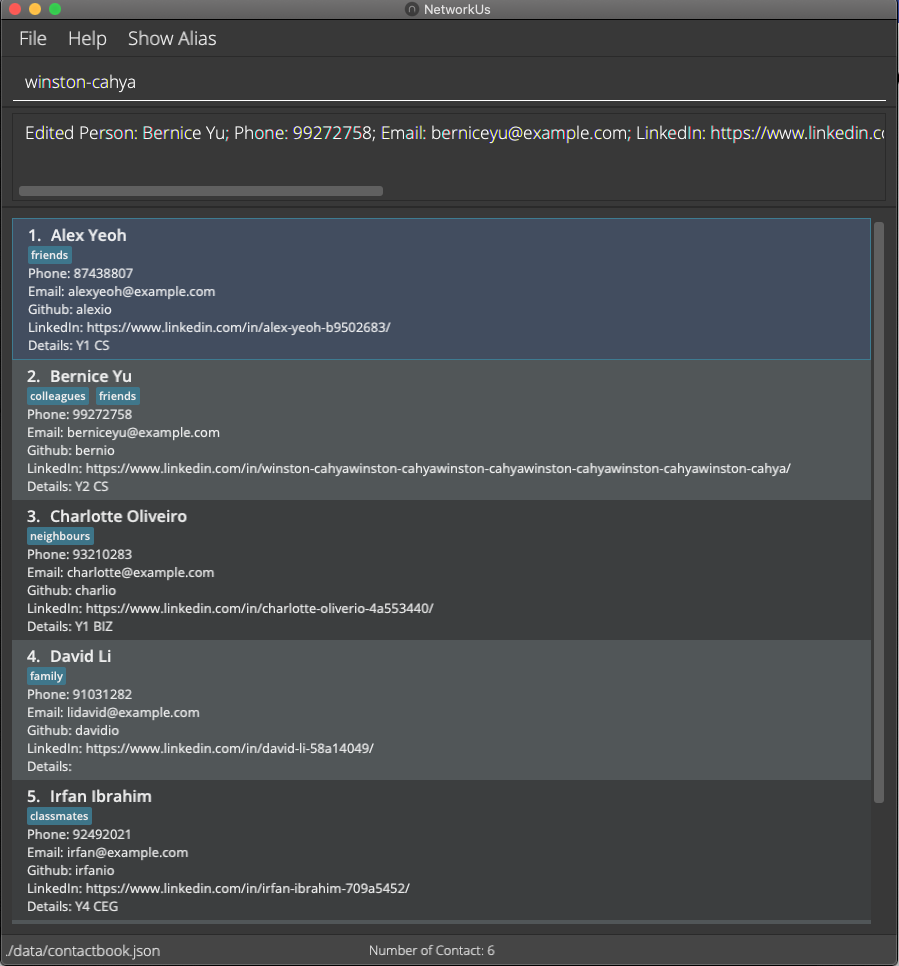 NetworkUs
File Help Show Alias
winston-cahya
Edited Person: Bernice Yu; Phone: 99272758; Email: berniceyu@example.com; LinkedIn: https://www.linkedin.co
1. Alex Yeoh
friends
Phone: 87438807
Email: alexyeoh@example.com
Github: alexio
LinkedIn: https://www.linkedin.com/in/alex-yeoh-b9502683/
Details: Y1 CS
2. Bernice Yu
colleagues friends
Phone: 99272758
Email: berniceyu@example.com
Github: bernio
LinkedIn: https://www.linkedin.com/in/winston-cahyawinston-cahyawinston-cahyawinston-cahyawinston-cahyawinston-cahya/
Details: Y2 CS
3. Charlotte Oliveiro
neighbours
Phone: 93210283
Email: charlotte@example.com
Github: charlio
LinkedIn: https://www.linkedin.com/in/charlotte-oliverio-4a553440/
Details: Y1 BIZ
4. David Li
family
Phone: 91031282
Email: lidavid@example.com
Github: davidio
LinkedIn: https://www.linkedin.com/in/david-li-58a14049/
Details:
5. Irfan Ibrahim
classmates
Phone: 92492021
Email: irfan@example.com
Github: irfanio
LinkedIn: https://www.linkedin.com/in/irfan-ibrahim-709a5452/
Details: Y4 CEG
./data/contactbook.json
Number of Contact: 6